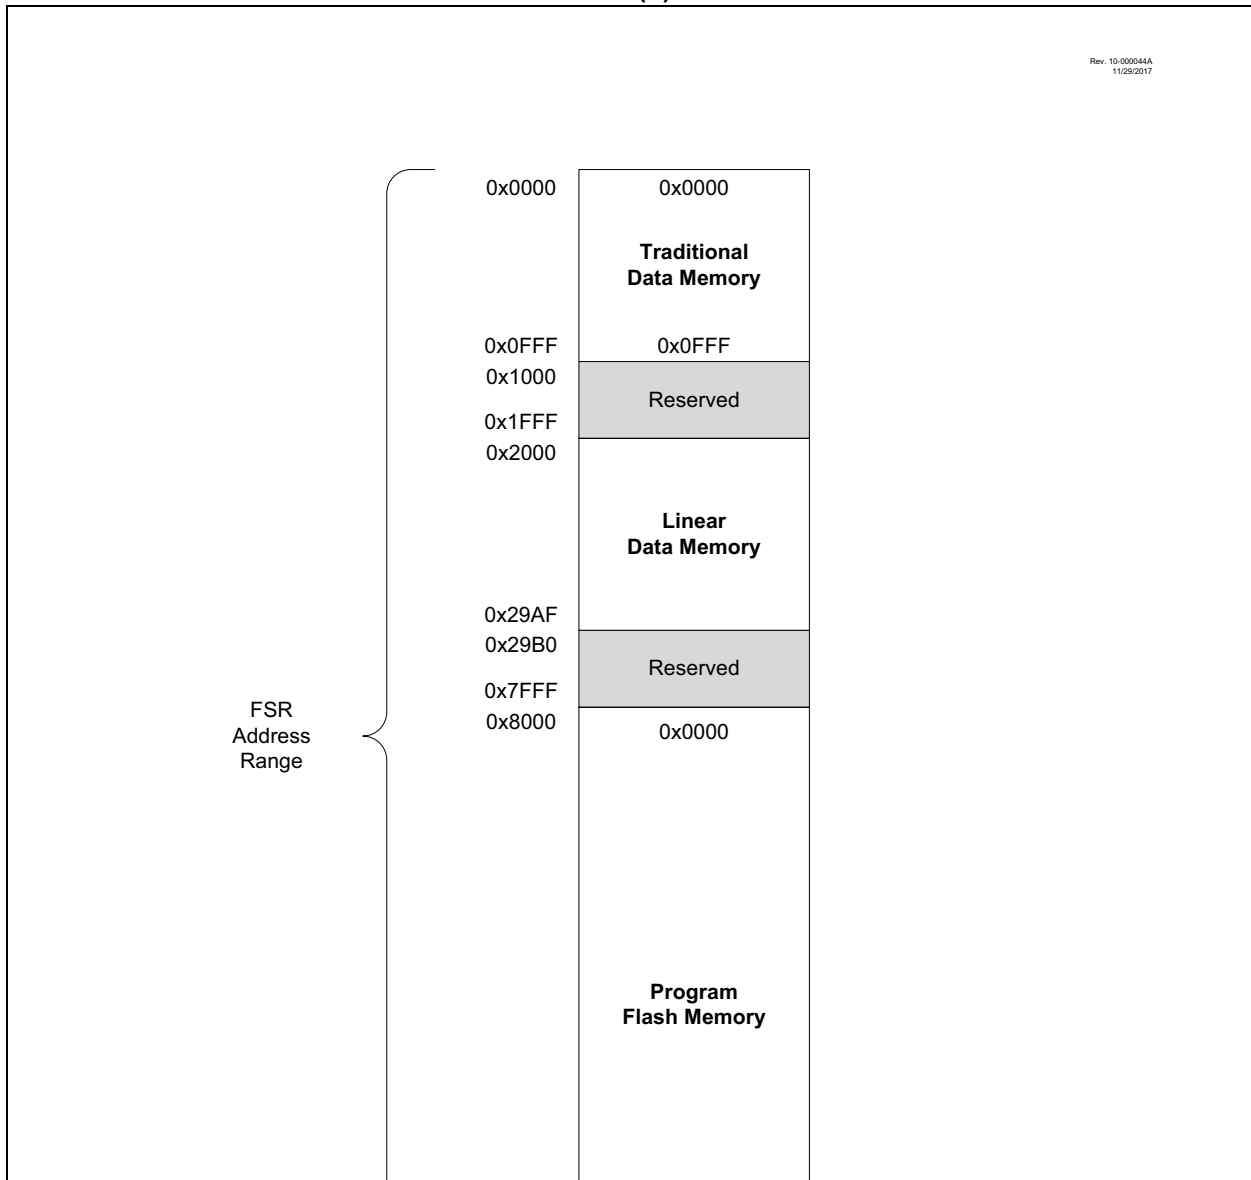 Rev. 10-000044A
11/29/2017
0x0000 0x0000
Traditional
Data Memory
0x0FFF 0x0FFF
0x1000
Reserved
0x1FFF
0x2000
Linear
Data Memory
0x29AF
0x29B0
Reserved
0x7FFF
0x8000 0x0000
FSR
Address
Range
Program
Flash Memory